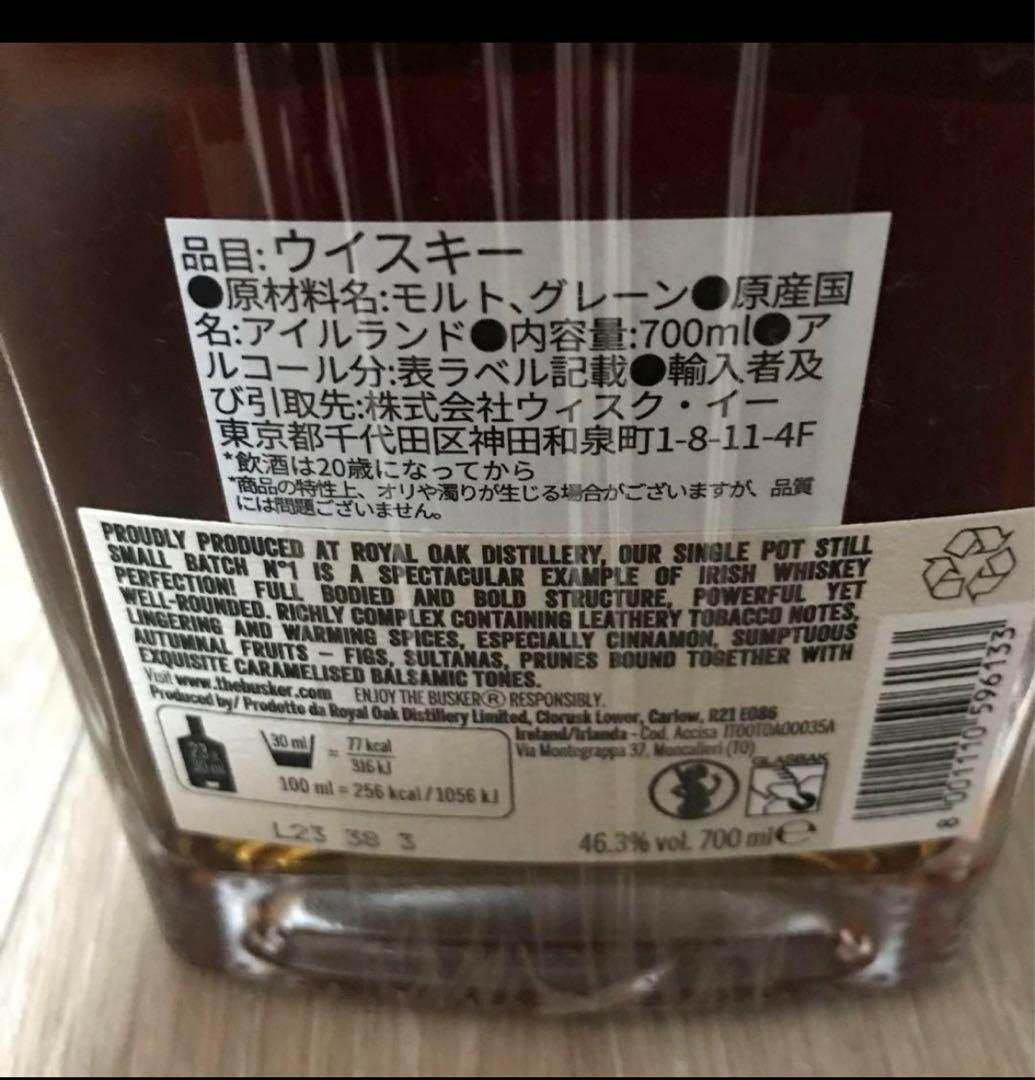 品目:ウイスキー
●原材料名:モルト、グレーン●原産国
名:アイルランド●内容量:700ml●ア
ルコール分:表ラベル記載●輸入者及
び引取先:株式会社ウィスク・イー
東京都千代田区神田和泉町1-8-11-4F
*飲酒は20歳になってから
*商品の特性上、オリや濁りが生じる場合がございますが、品質
には問題ございません。
PROUDLY PRODUCED AT ROYAL OAK DISTILLERY, OUR SINGLE POT STILL
SMALL BATCH N°1 IS A SPECTACULAR EXAMPLE OF IRISH WHISKEY
PERFECTION! FULL BODIED AND BOLD STRUCTURE, POWERFUL YET
WELL-ROUNDED. RICHLY COMPLEX CONTAINING LEATHERY TOBACCO NOTES,
LINGERING AND WARMING SPICES, ESPECIALLY CINNAMON, SUMPTUOUS
AUTUMNAL FRUITS – FIGS, SULTANAS, PRUNES BOUND TOGETHER WITH
EXQUISITE CARAMELISED BALSAMIC TONES.
Visit www.thebusker.com ENJOY THE BUSKER® RESPONSIBLY.
Produced by/ Prodotto da Royal Oak Distillery Limited, Clorusk Lower, Carlow, R21 E086
Ireland/Irlanda - Cod. Accisa IT00TOA00035A
Via Montegrappa 37, Moncalieri (TO)
23 x
30 ml
30 ml = 77 kcal
316 kJ
100 ml = 256 kcal / 1056 kJ
GLASBAK
L23 38 3
46.3% vol. 700 ml e
8 001110 596133